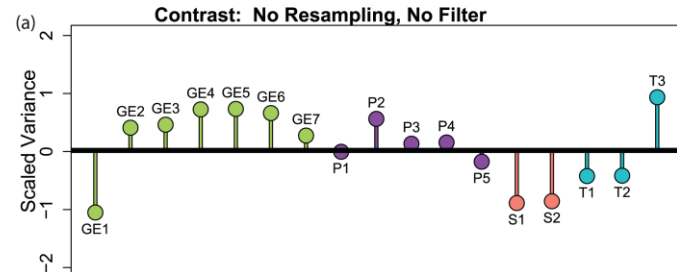 (a)
Contrast: No Resampling, No Filter
Scaled Variance
2
1
0
−1
−2
GE1
GE2
GE3
GE4
GE5
GE6
GE7
P1
P2
P3
P4
P5
S1
S2
T1
T2
T3